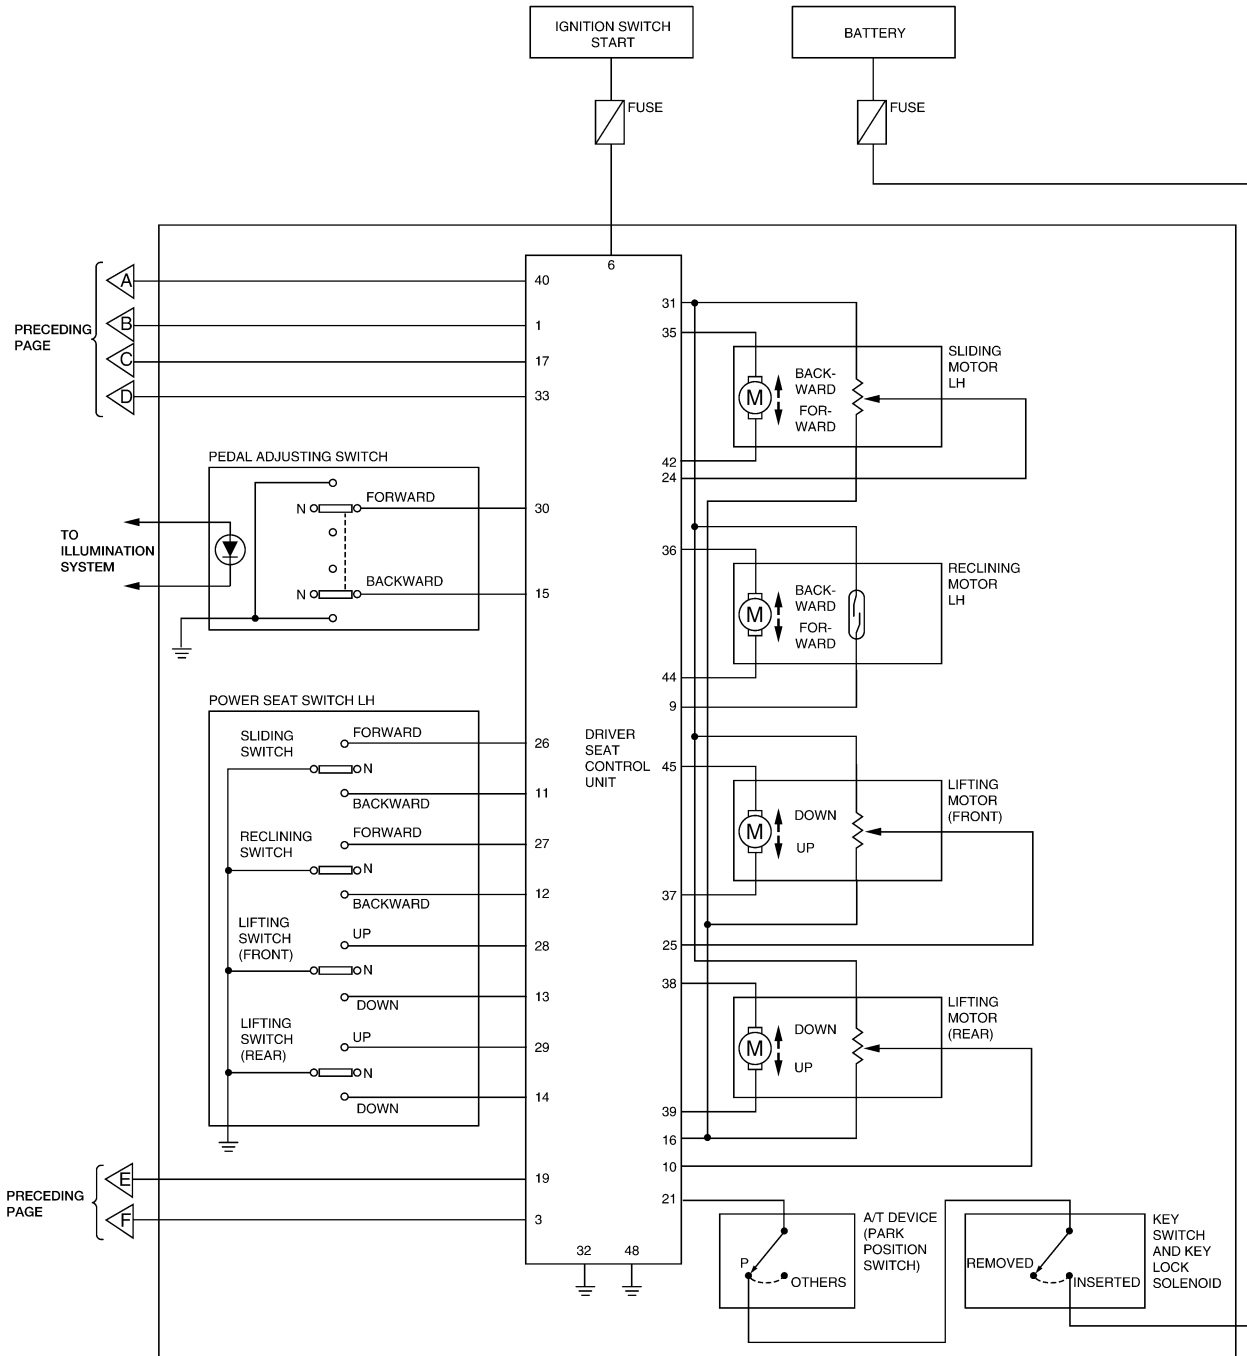 IGNITION SWITCH
START
BATTERY
FUSE
FUSE
6
A
B
C
D
PRECEDING
PAGE
40
1
17
33
31
35
SLIDING
MOTOR
LH
M
BACK-
WARD
FOR-
WARD
42
24
PEDAL ADJUSTING SWITCH
N
FORWARD
30
TO
ILLUMINATION
SYSTEM
N
BACKWARD
15
36
RECLINING
MOTOR
LH
M
BACK-
WARD
FOR-
WARD
44
9
POWER SEAT SWITCH LH
SLIDING
SWITCH
FORWARD
N
BACKWARD
26
11
RECLINING
SWITCH
FORWARD
N
BACKWARD
27
12
LIFTING
SWITCH
(FRONT)
UP
N
DOWN
28
13
LIFTING
SWITCH
(REAR)
UP
N
DOWN
29
14
DRIVER
SEAT
CONTROL
UNIT
45
LIFTING
MOTOR
(FRONT)
M
DOWN
UP
37
25
38
LIFTING
MOTOR
(REAR)
M
DOWN
UP
39
16
10
21
PRECEDING
PAGE
E
F
19
3
32
48
A/T DEVICE
(PARK
POSITION
SWITCH)
P
OTHERS
KEY
SWITCH
AND KEY
LOCK
SOLENOID
REMOVED
INSERTED